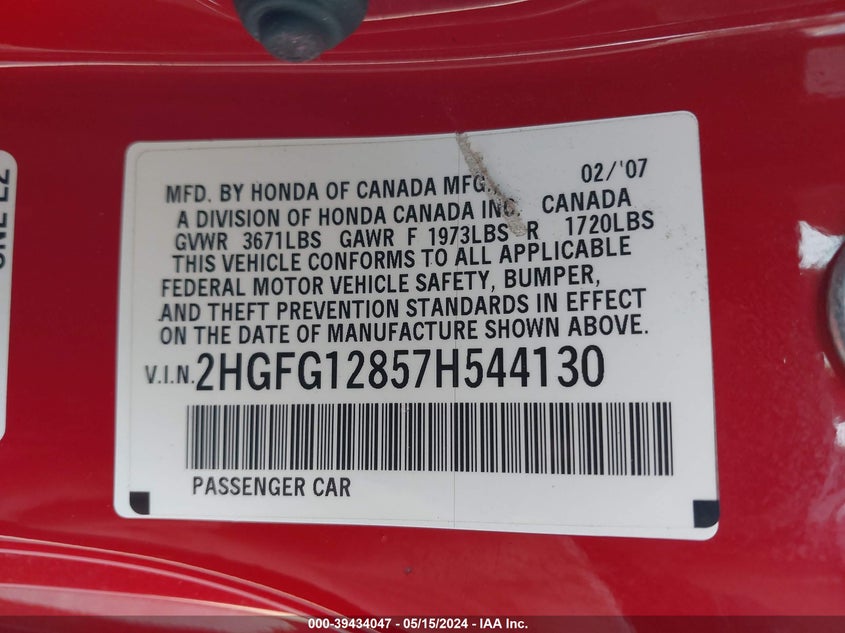 02/'07
MFD. BY HONDA OF CANADA MFG.,
A DIVISION OF HONDA CANADA INC. CANADA
GVWR 3671LBS GAWR F 1973LBS R 1720LBS
THIS VEHICLE CONFORMS TO ALL APPLICABLE
FEDERAL MOTOR VEHICLE SAFETY, BUMPER,
AND THEFT PREVENTION STANDARDS IN EFFECT
ON THE DATE OF MANUFACTURE SHOWN ABOVE.
V.I.N. 2HGFG12857H544130
PASSENGER CAR
000-39434047 - 05/15/2024 - IAA Inc.